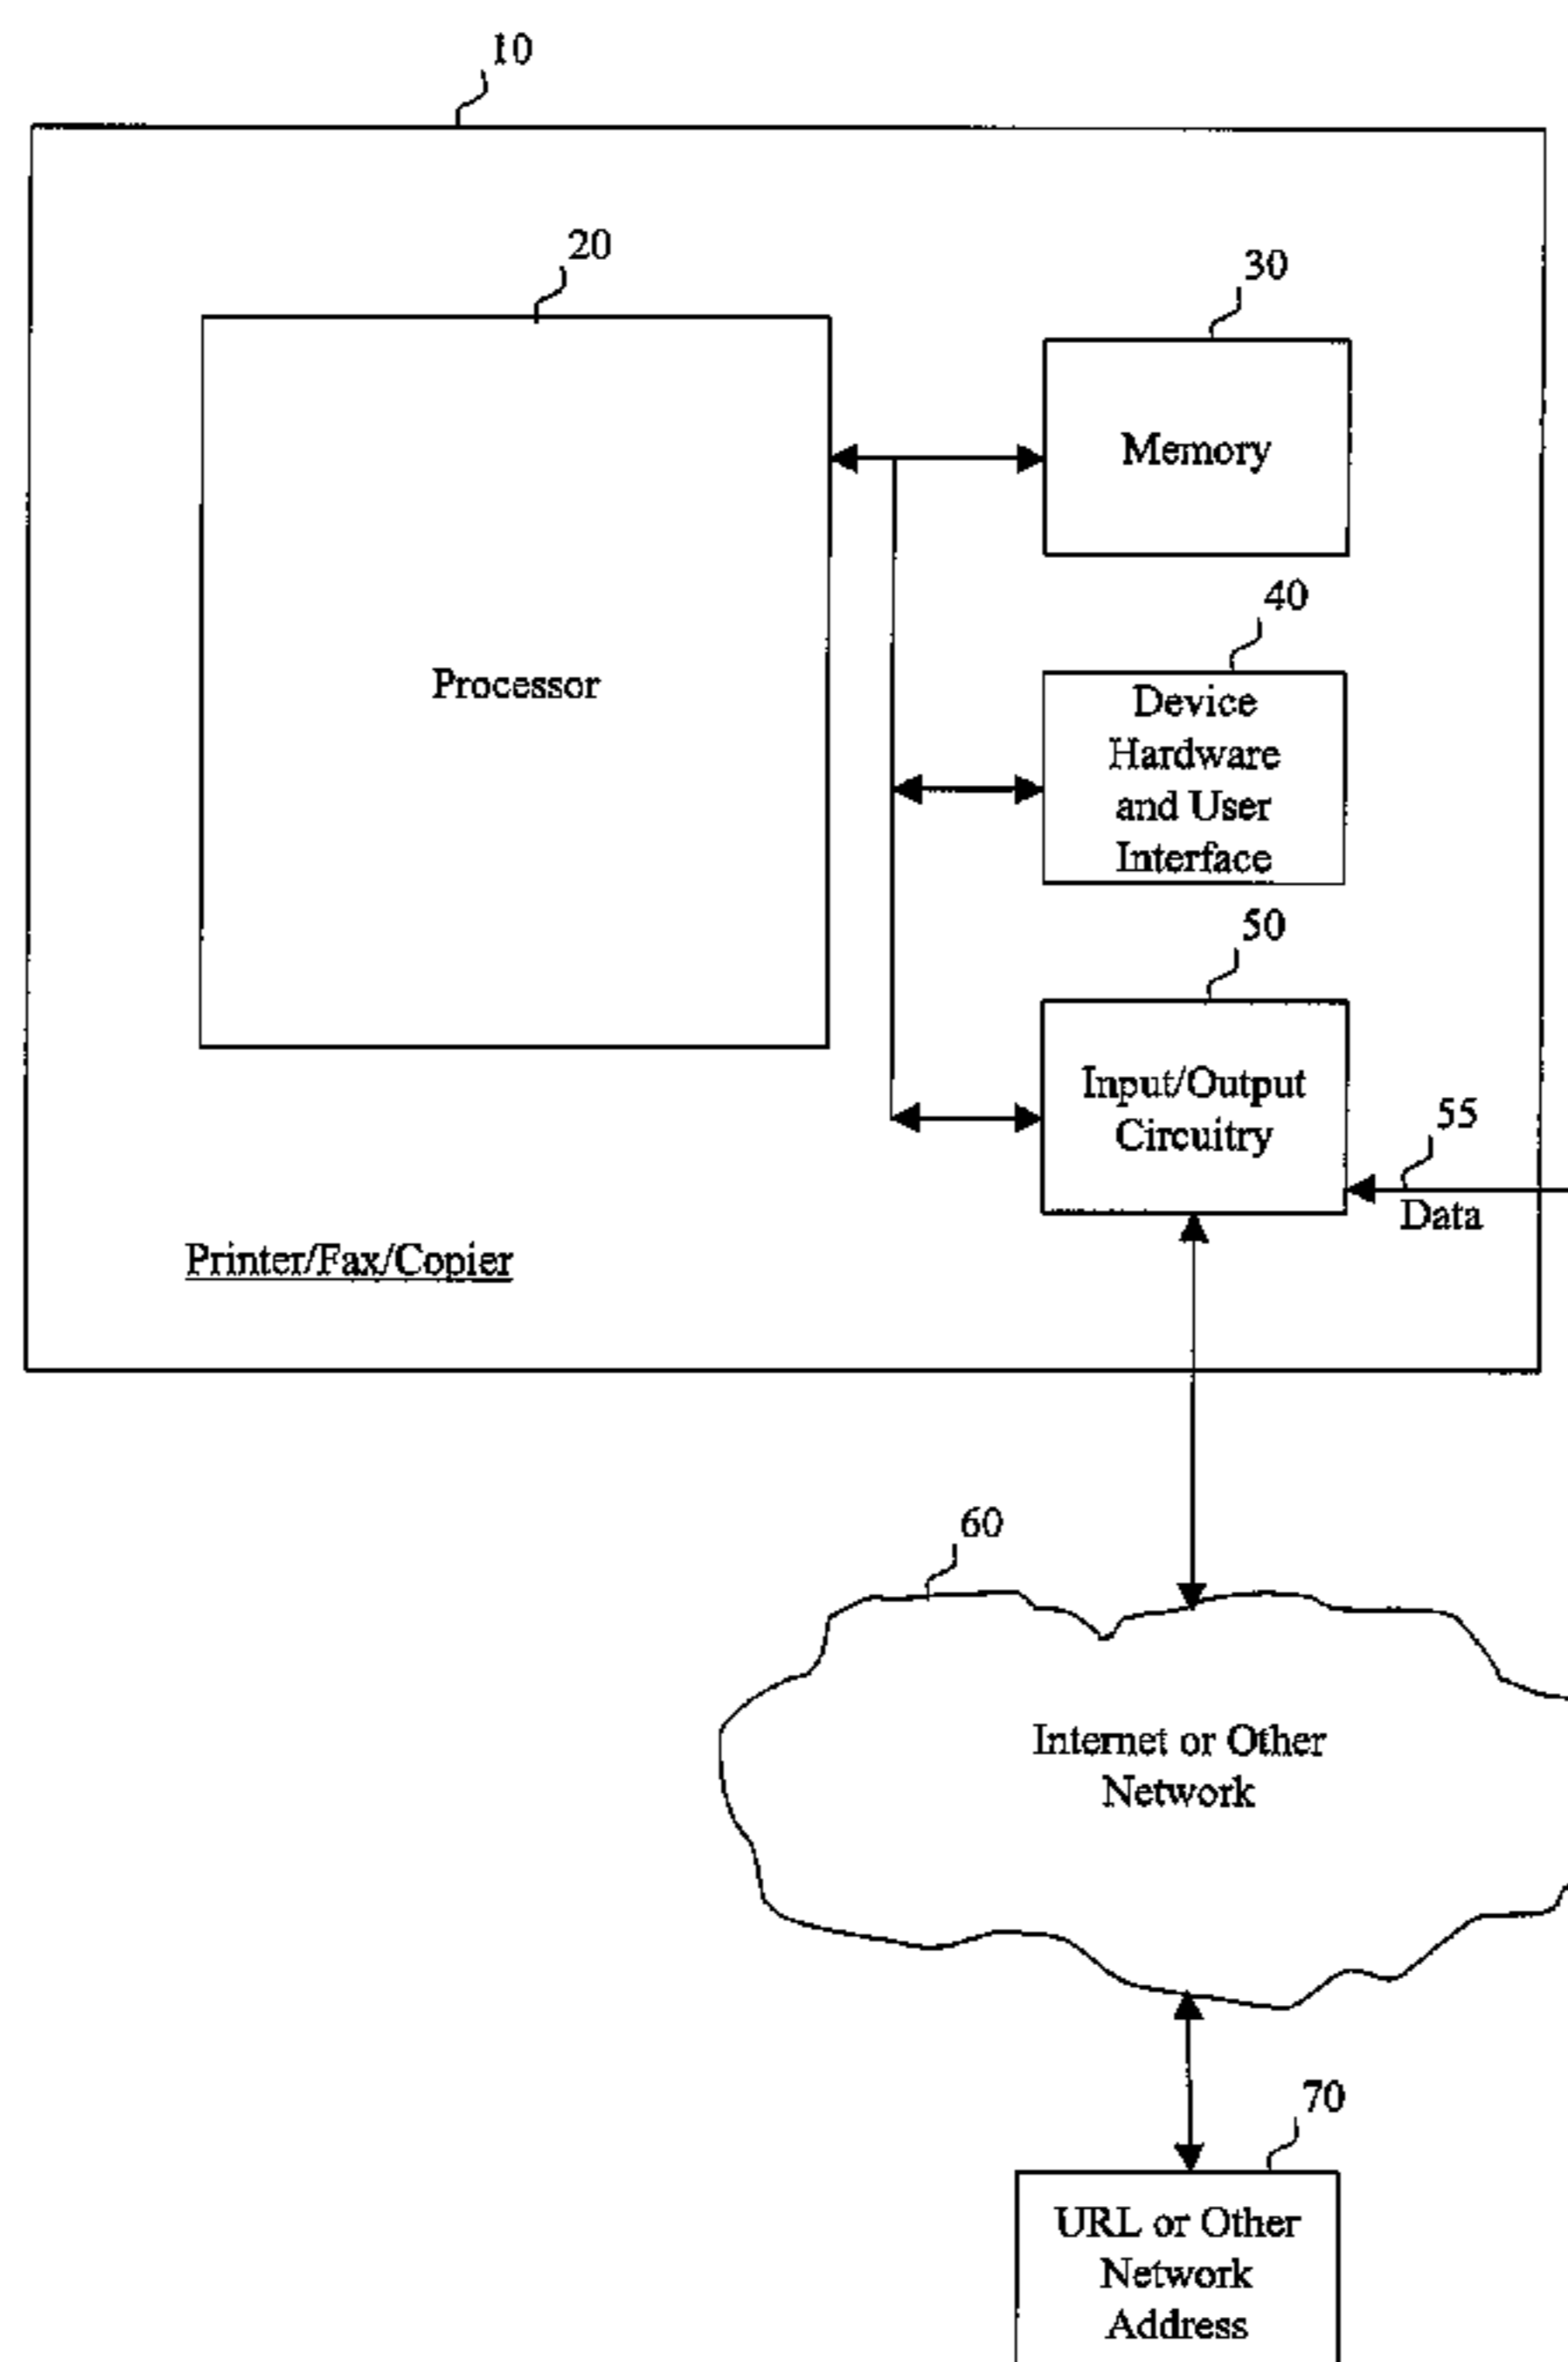 10
20
30
Memory
40
Processor
Device
Hardware
and User
Interface
50
Input/Output
Circuitry
55
Data
Printer/Fax/Copier
60
Internet or Other
Network
70
URL or Other
Network
Address